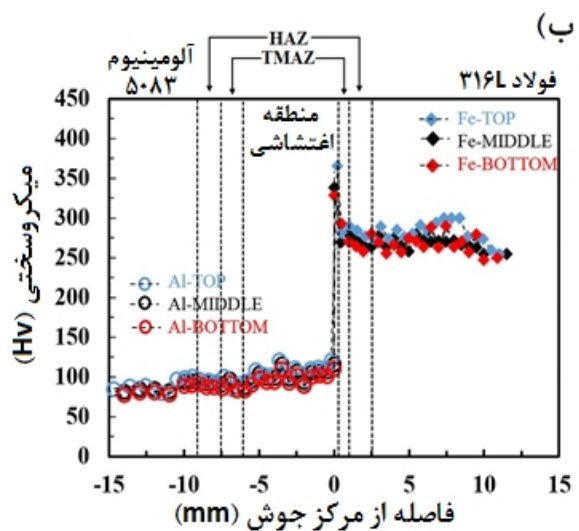 (ب
HAZ
TMAZ
آلومینیوم
۵۰۸۳
فولاد ۳۱۶L
منطقه
اغتشاشی
Fe-TOP
Fe-MIDDLE
Fe-BOTTOM
Al-TOP
Al-MIDDLE
Al-BOTTOM
میکروسختی (Hv)
450
400
350
300
250
200
150
100
50
0
-15 -10 -5 0 5 10 15
فاصله از مرکز جوش (mm)